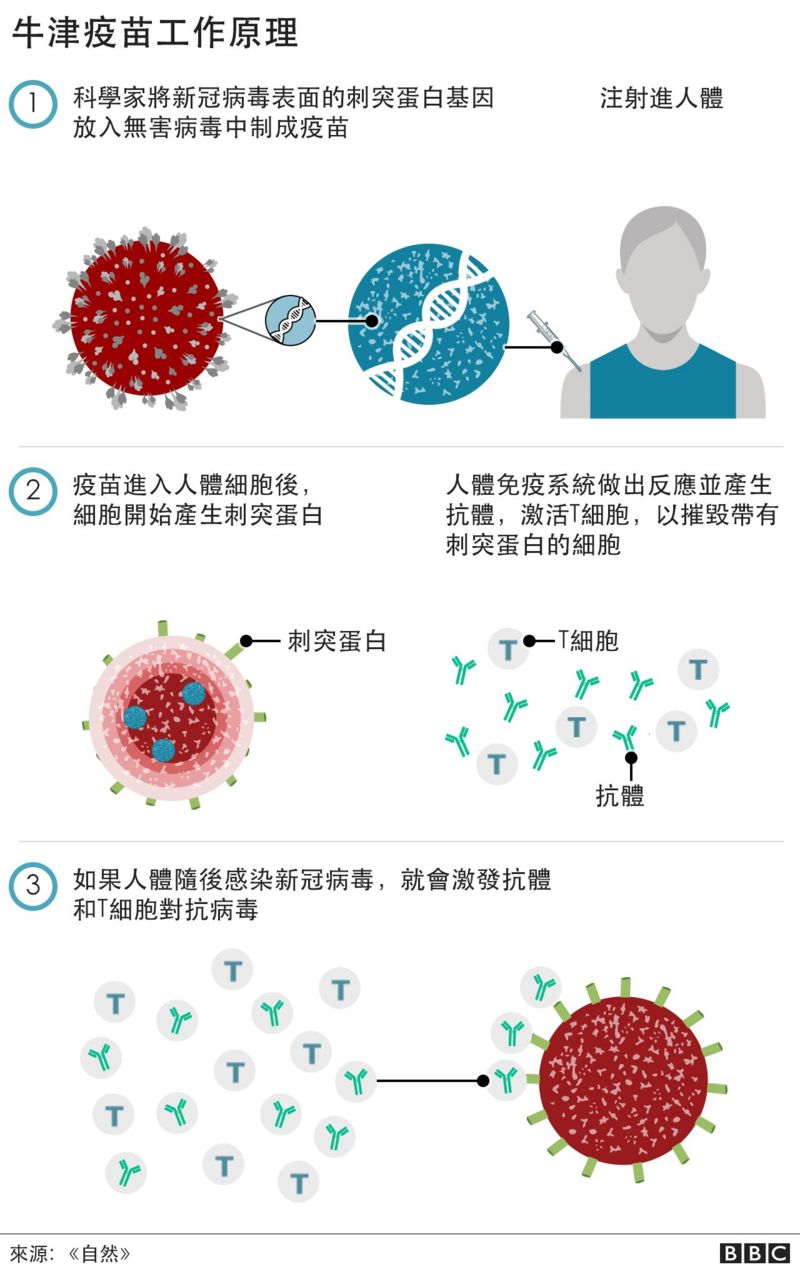 牛津疫苗工作原理
1
科學家將新冠病毒表面的刺突蛋白基因
放入無害病毒中制成疫苗
注射進人體
2
疫苗進入人體細胞後，
細胞開始產生刺突蛋白
人體免疫系統做出反應並產生
抗體，激活T細胞，以摧毀帶有
刺突蛋白的細胞
刺突蛋白
T細胞
T
T
T
T
T
抗體
3
如果人體隨後感染新冠病毒，就會激發抗體
和T細胞對抗病毒
T
T
T
T
T
T
T
T
來源：《自然》
BBC